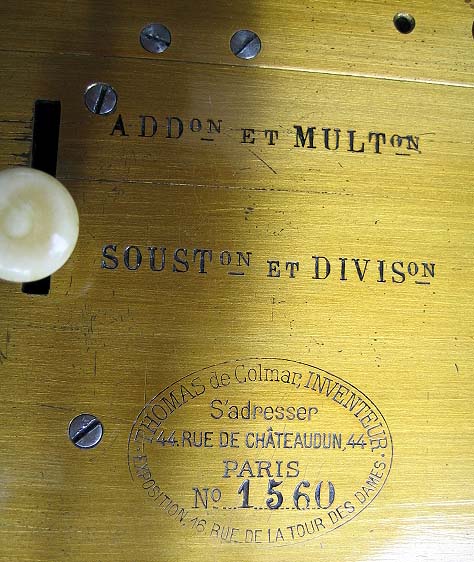 ADDON ET MULTON
SOUSTON ET DIVISON
THOMAS de Colmar, INVENTEUR
S'adresser
44. RUE DE CHÂTEAUDUN, 44
PARIS
No 1560
EXPOSITION, 16 RUE DE LA TOUR DES DAMES